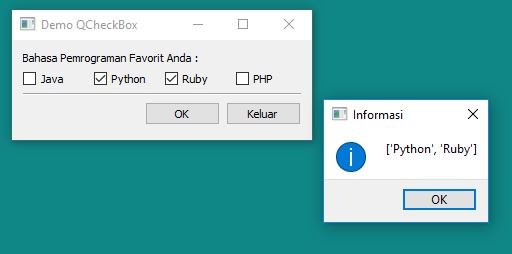 Demo QCheckBox
Bahasa Pemrograman Favorit Anda :
Java Python Ruby PHP
OK Keluar
Informasi
['Python', 'Ruby']
OK